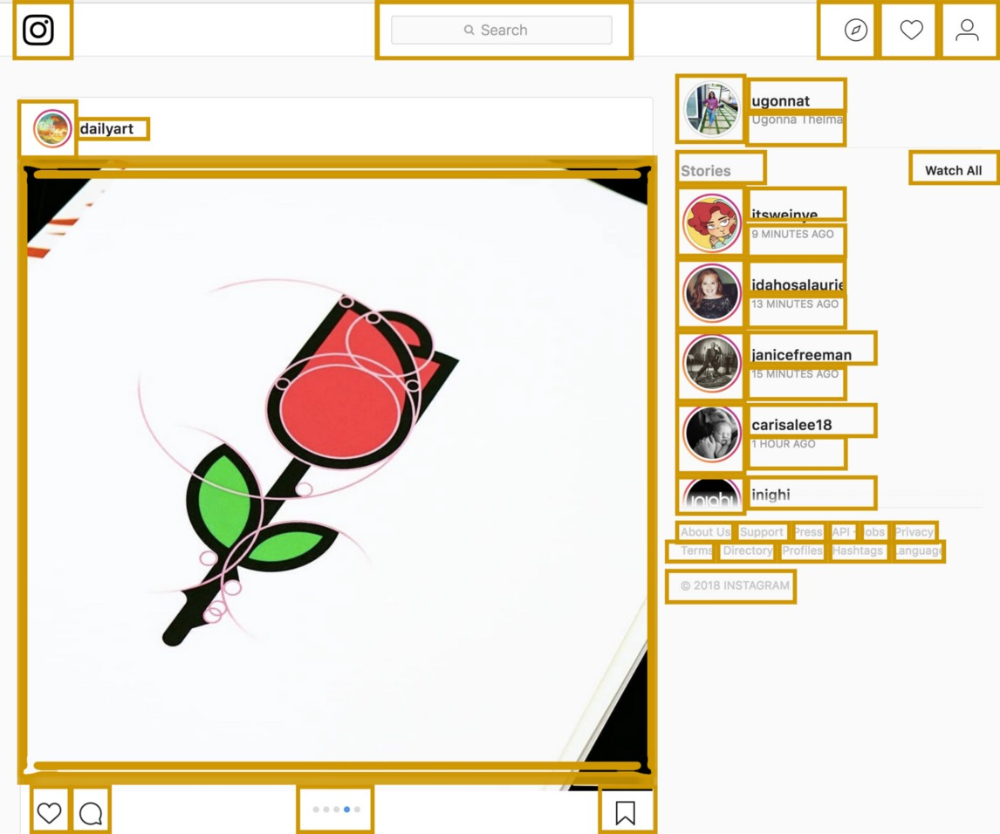 Search
dailyart
ugonnat
Ugonna Thelma
Stories
Watch All
itsweinye
9 MINUTES AGO
idahosalaurie
13 MINUTES AGO
janicefreeman
15 MINUTES AGO
carisalee18
1 HOUR AGO
inighi
inighi
About Us Support Press API Jobs Privacy
Terms Directory Profiles Hashtags Language
© 2018 INSTAGRAM